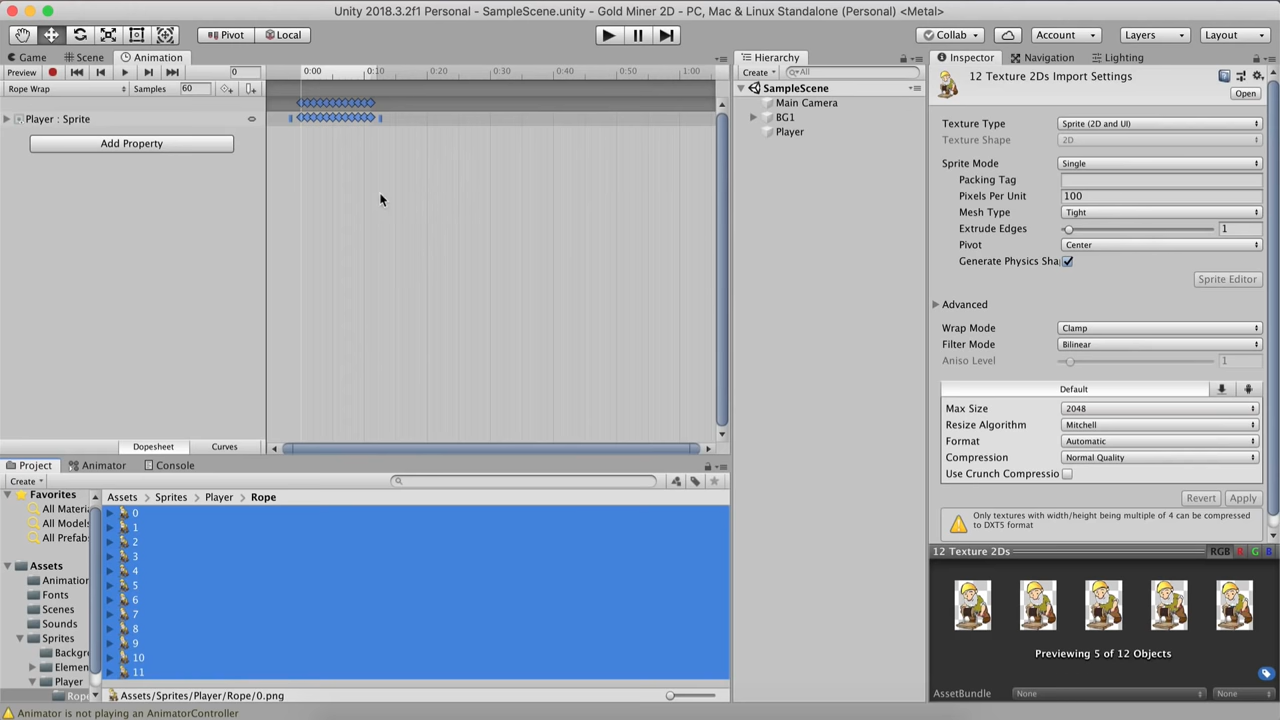 Unity 2018.3.2f1 Personal - SampleScene.unity - Gold Miner 2D - PC, Mac & Linux Standalone (Personal) <Metal>
Pivot Local Collab Account Layers Layout
Game Scene Animation
Preview 0
0:00 0:10 0:20 0:30 0:40 0:50 1:00
Rope Wrap Samples 60
Player : Sprite
Add Property
Dopesheet Curves
Hierarchy
Create All
SampleScene
Main Camera
BG1
Player
Inspector Navigation Lighting
12 Texture 2Ds Import Settings
Open
Texture Type Sprite (2D and UI)
Texture Shape 2D
Sprite Mode Single
Packing Tag
Pixels Per Unit 100
Mesh Type Tight
Extrude Edges 1
Pivot Center
Generate Physics Sha
Sprite Editor
Advanced
Wrap Mode Clamp
Filter Mode Bilinear
Aniso Level 1
Default
Max Size 2048
Resize Algorithm Mitchell
Format Automatic
Compression Normal Quality
Use Crunch Compressio
Revert Apply
Only textures with width/height being multiple of 4 can be compressed
to DXT5 format
12 Texture 2Ds RGB R G B
Previewing 5 of 12 Objects
AssetBundle None None
Project Animator Console
Create
Favorites
All Materi
All Models
All Prefab
Assets
Animation
Fonts
Scenes
Sounds
Sprites
Backgr
Elemen
Player
Rope
Assets > Sprites > Player > Rope
0
1
2
3
4
5
6
7
8
9
10
11
Assets/Sprites/Player/Rope/0.png
Animator is not playing an AnimatorController